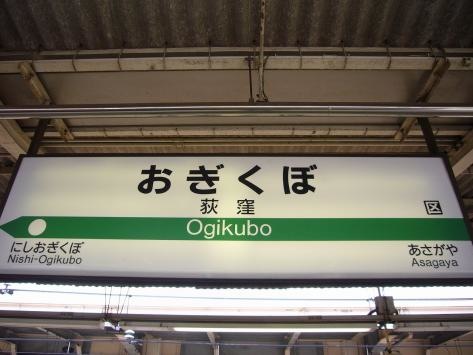 おぎくぼ
荻窪
区
Ogikubo
にしおぎくぼ
Nishi-Ogikubo
あさがや
Asagaya